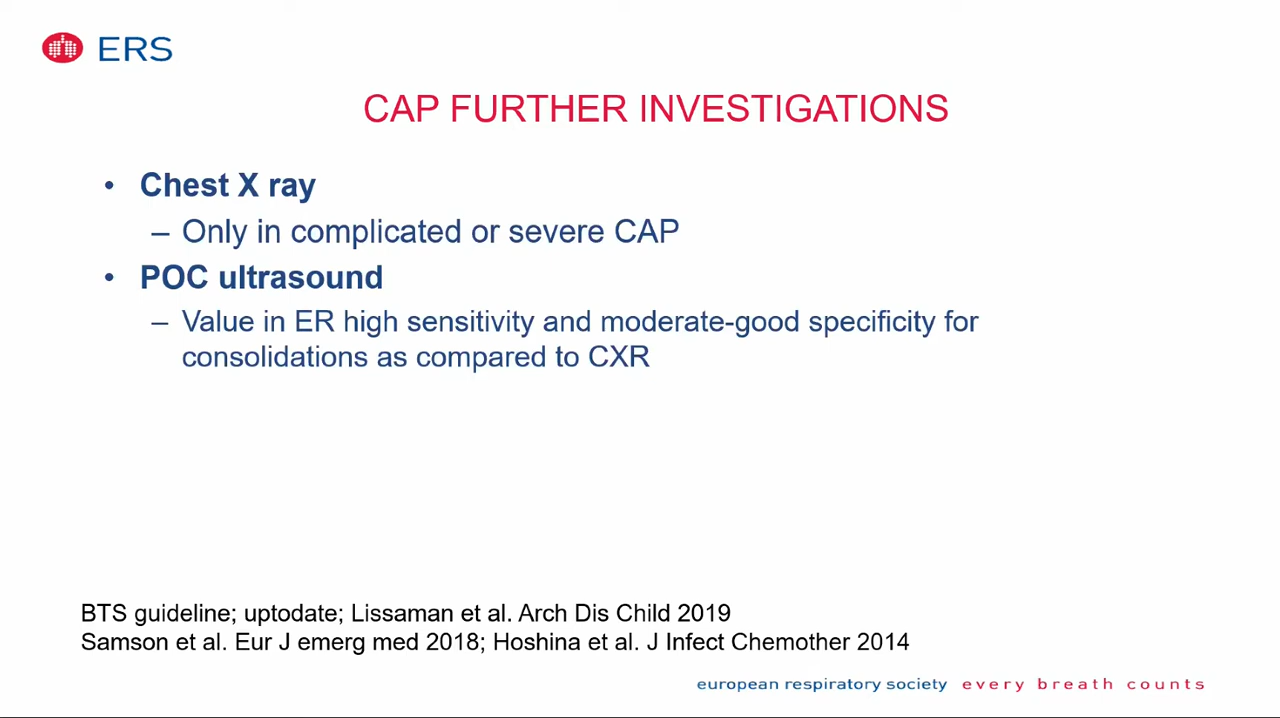 ERS
CAP FURTHER INVESTIGATIONS
• Chest X ray
– Only in complicated or severe CAP
• POC ultrasound
– Value in ER high sensitivity and moderate-good specificity for
consolidations as compared to CXR
BTS guideline; uptodate; Lissaman et al. Arch Dis Child 2019
Samson et al. Eur J emerg med 2018; Hoshina et al. J Infect Chemother 2014
european respiratory society every breath counts